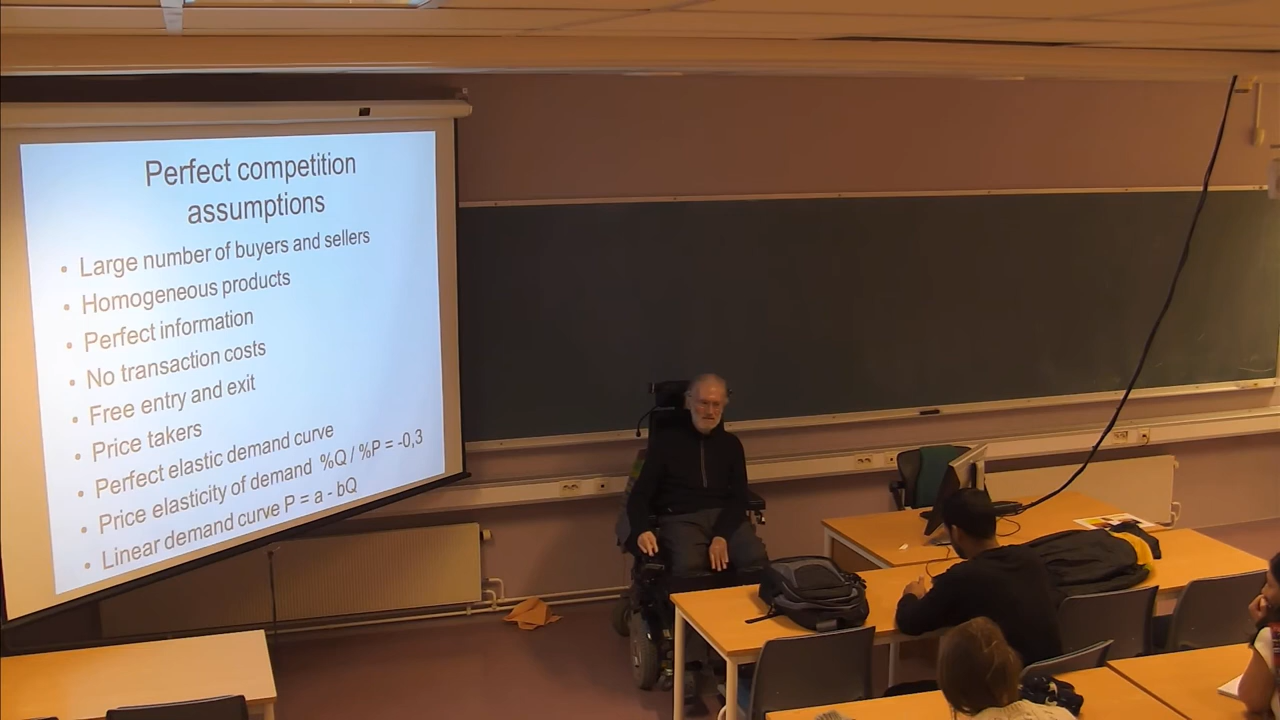 Perfect competition
assumptions
• Large number of buyers and sellers
• Homogeneous products
• Perfect information
• No transaction costs
• Free entry and exit
• Price takers
• Perfect elastic demand curve
• Price elasticity of demand %Q / %P = -0,3
• Linear demand curve P = a - bQ